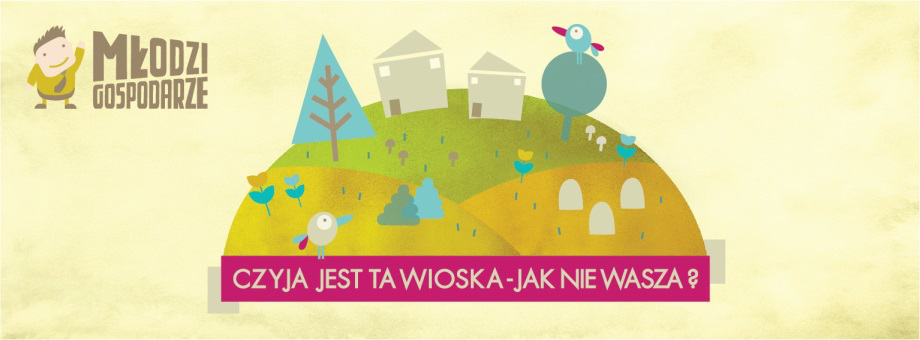 MŁODZI
GOSPODARZE
CZYJA JEST TA WIOSKA-JAK NIE WASZA?